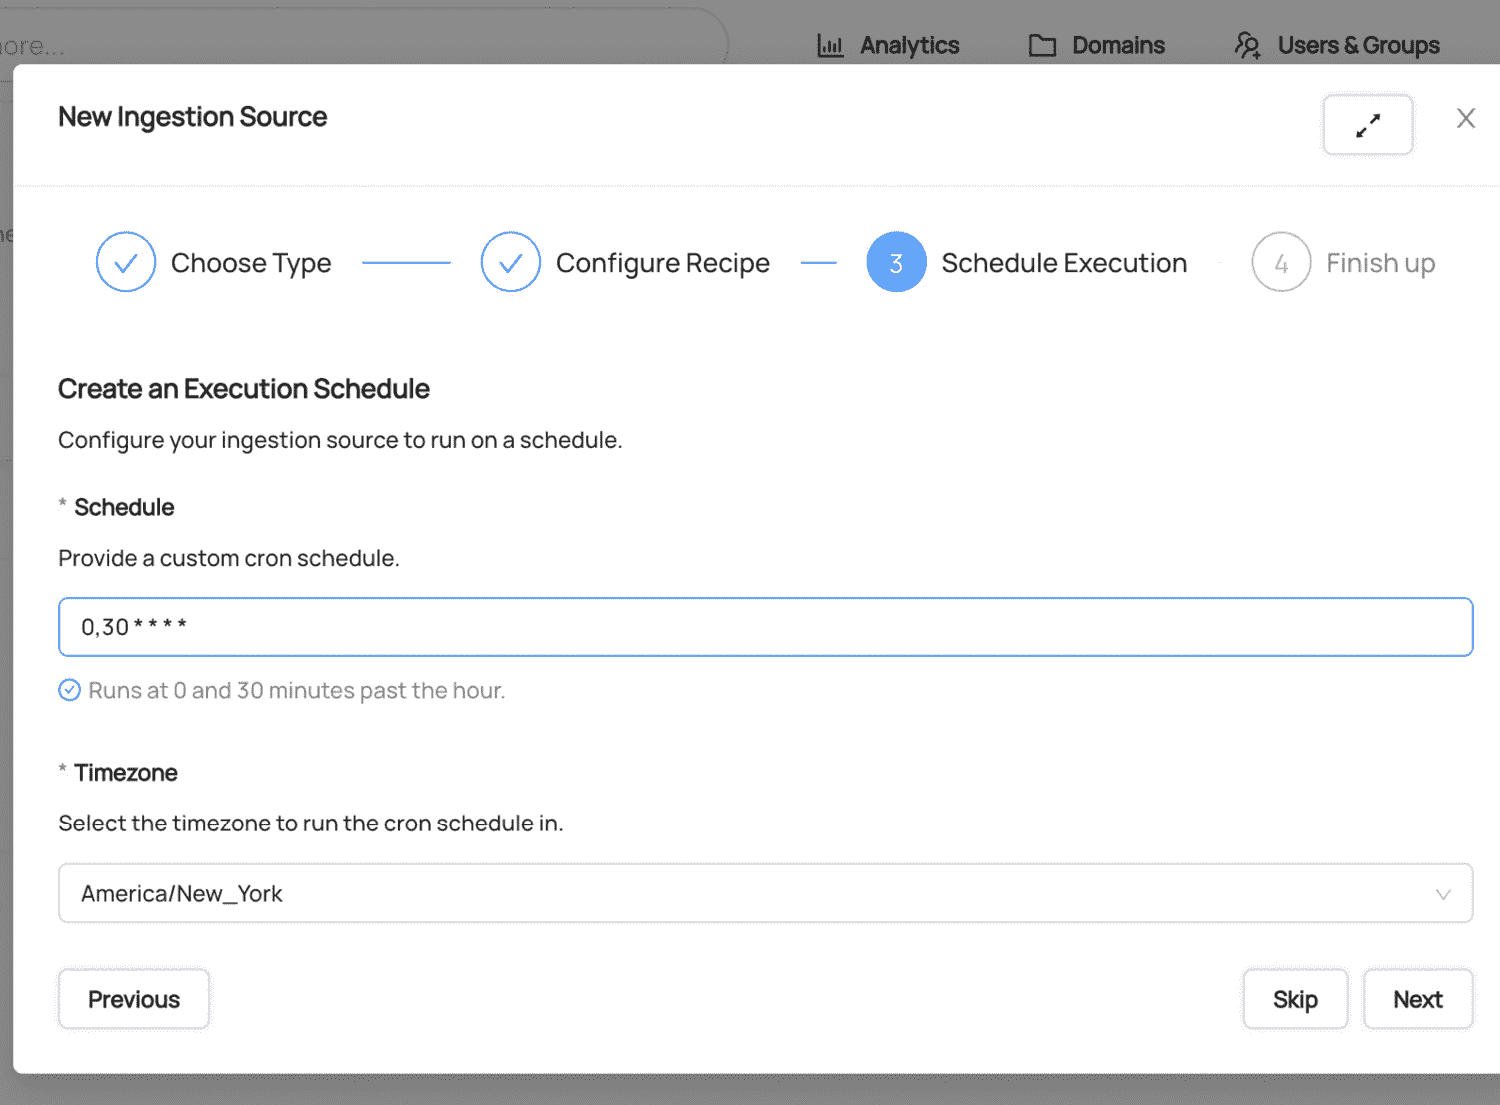 ore...
Analytics
Domains
Users & Groups
New Ingestion Source
Choose Type
Configure Recipe
3 Schedule Execution
4 Finish up
Create an Execution Schedule
Configure your ingestion source to run on a schedule.
* Schedule
Provide a custom cron schedule.
0,30 * * * *
Runs at 0 and 30 minutes past the hour.
* Timezone
Select the timezone to run the cron schedule in.
America/New_York
Previous
Skip
Next